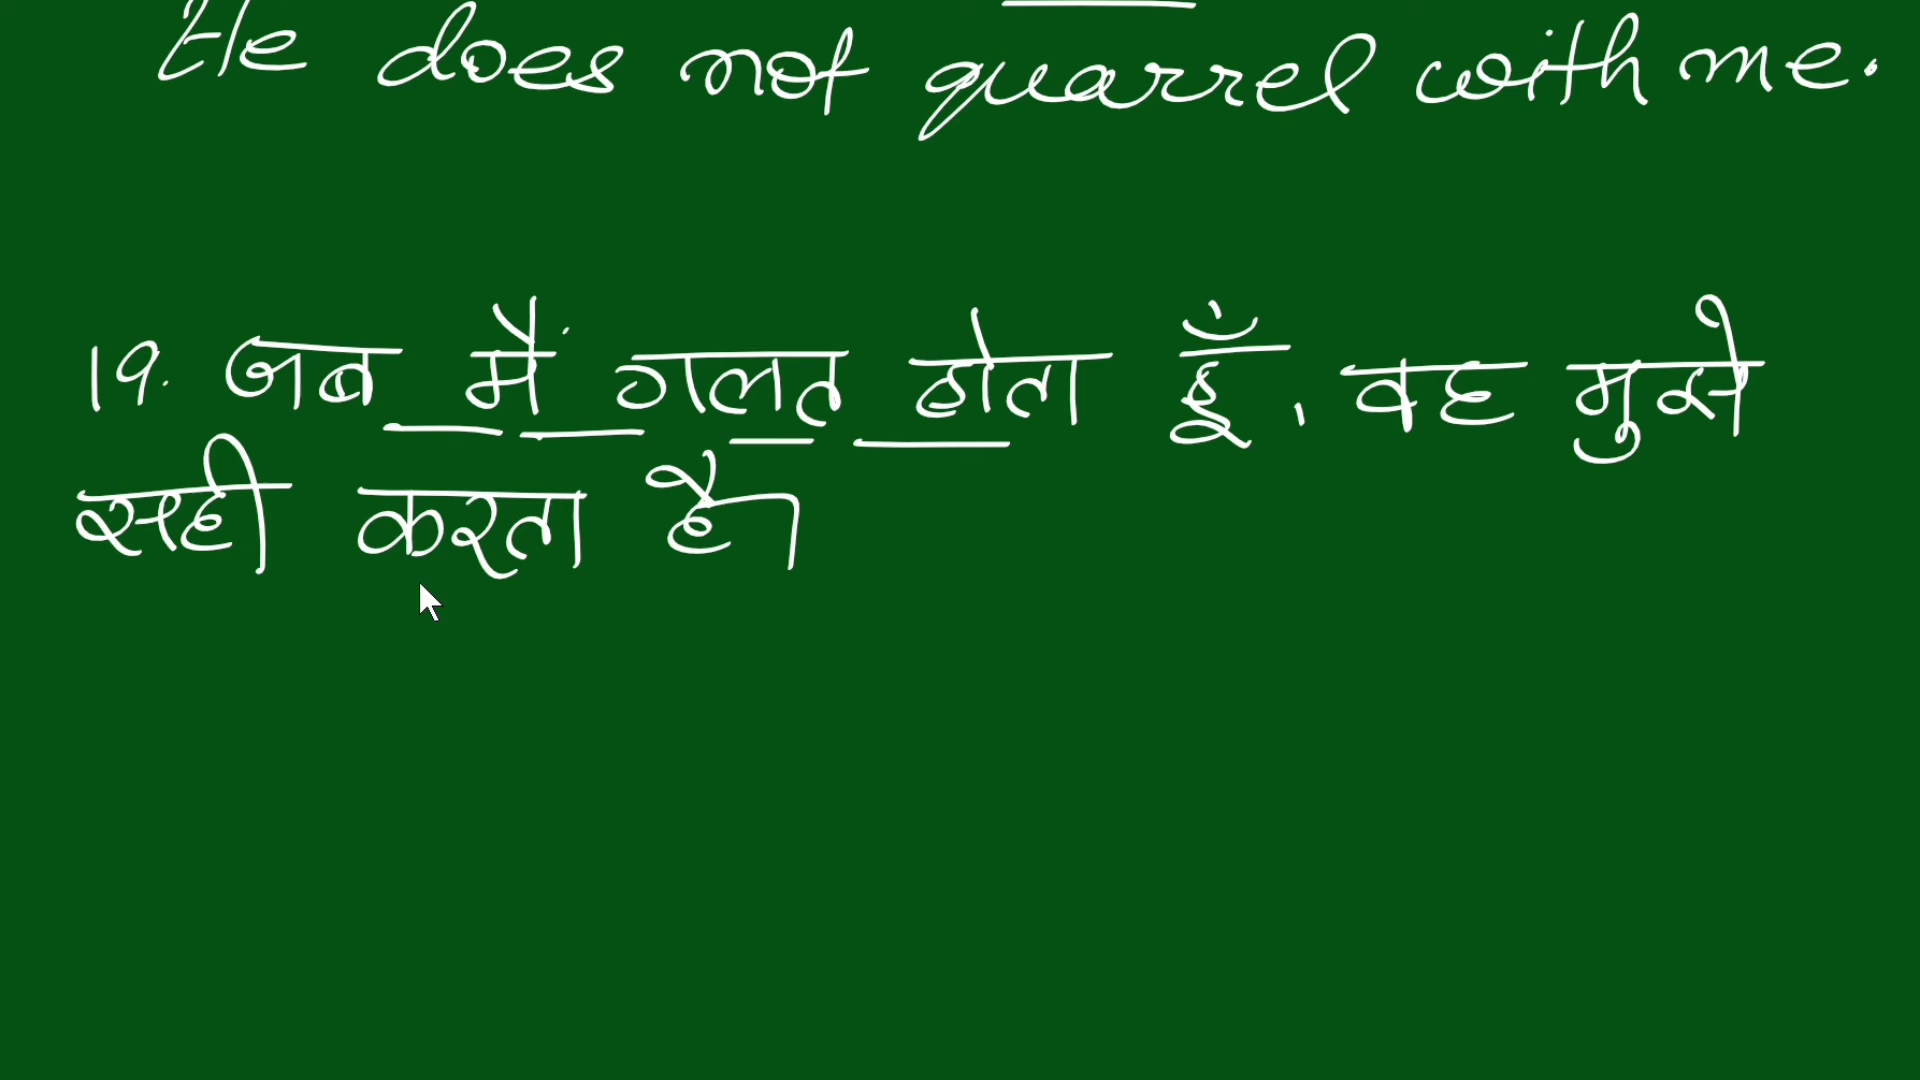 He does not quarrel with me.
19. जब मैं गलत होता हूँ, वह मुसे
सही करता है।